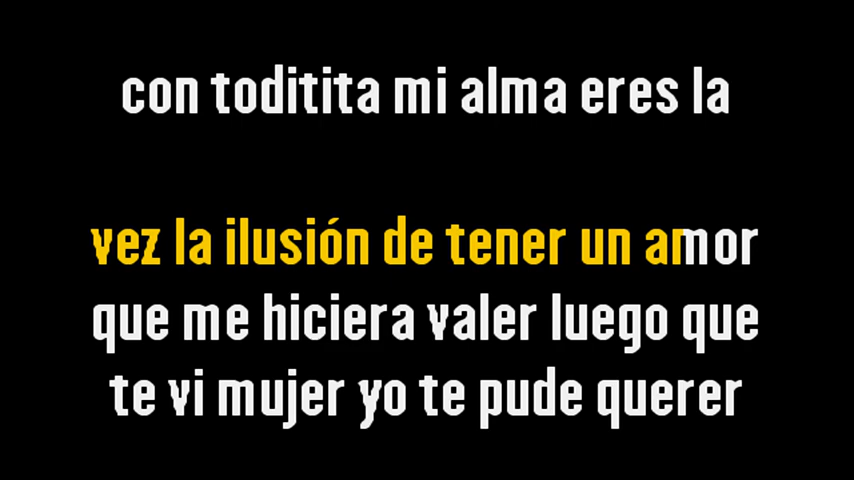 con toditita mi alma eres la
vez la ilusión de tener un amor
que me hiciera valer luego que
te vi mujer yo te pude querer